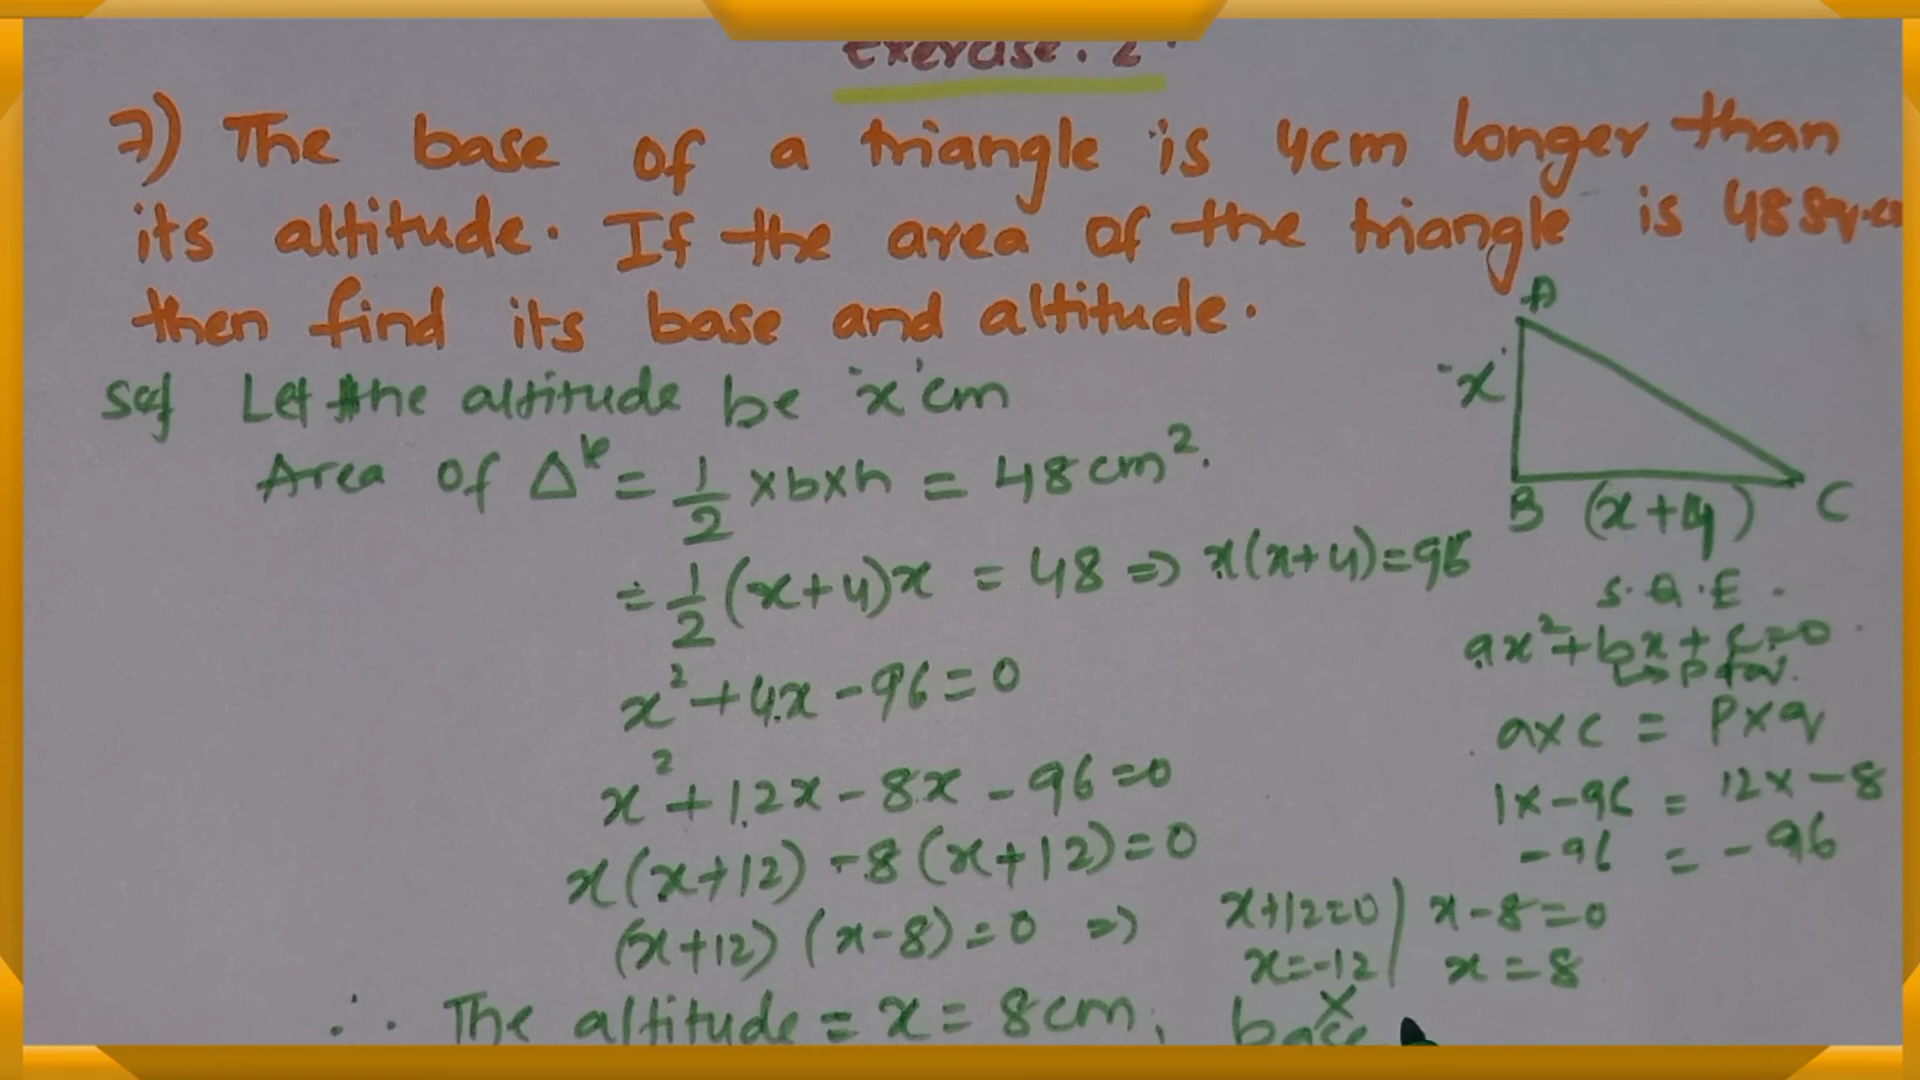 Exercise. 2
7) The base of a triangle is 4cm longer than
its altitude. If the area of the triangle is 48 sq.c
then find its base and altitude.
Sol Let the altitude be 'x' cm
Area of Δle = 1/2 ×b×h = 48cm².
= 1/2 (x+4)x = 48 => x(x+4)=96
x²+4x-96=0
x²+12x-8x-96=0
x(x+12)-8(x+12)=0
(x+12)(x-8)=0 =>
x+12=0 | x-8=0
x=-12 | x=8
×
∴ The altitude = x = 8cm, base
A
x
B (x+4) C
S.Q.E.
ax²+bx+c=0
a×c = p×q
1×-96 = 12×-8
-96 = -96